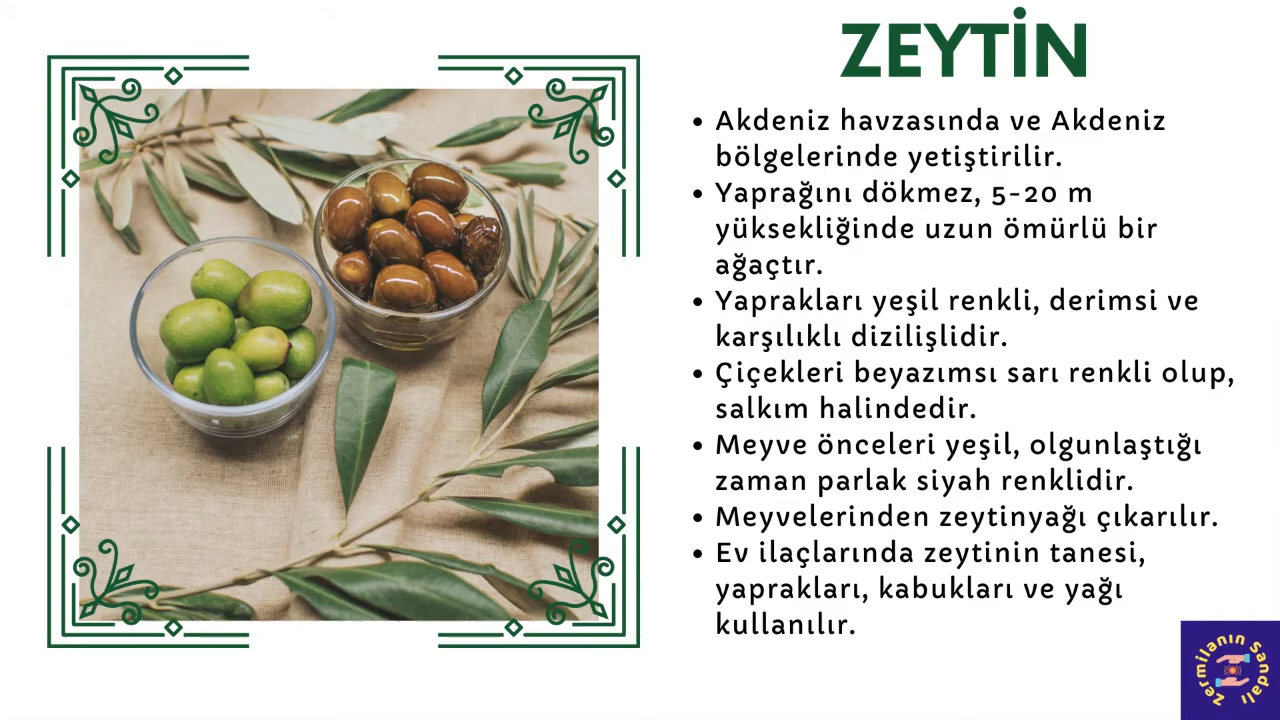 ZEYTİN
• Akdeniz havzasında ve Akdeniz
bölgelerinde yetiştirilir.
• Yaprağını dökmez, 5-20 m
yüksekliğinde uzun ömürlü bir
ağaçtır.
• Yaprakları yeşil renkli, derimsi ve
karşılıklı dizilişlidir.
• Çiçekleri beyazımsı sarı renkli olup,
salkım halindedir.
• Meyve önceleri yeşil, olgunlaştığı
zaman parlak siyah renklidir.
• Meyvelerinden zeytinyağı çıkarılır.
• Ev ilaçlarında zeytinin tanesi,
yaprakları, kabukları ve yağı
kullanılır.
zermilanın sandalı